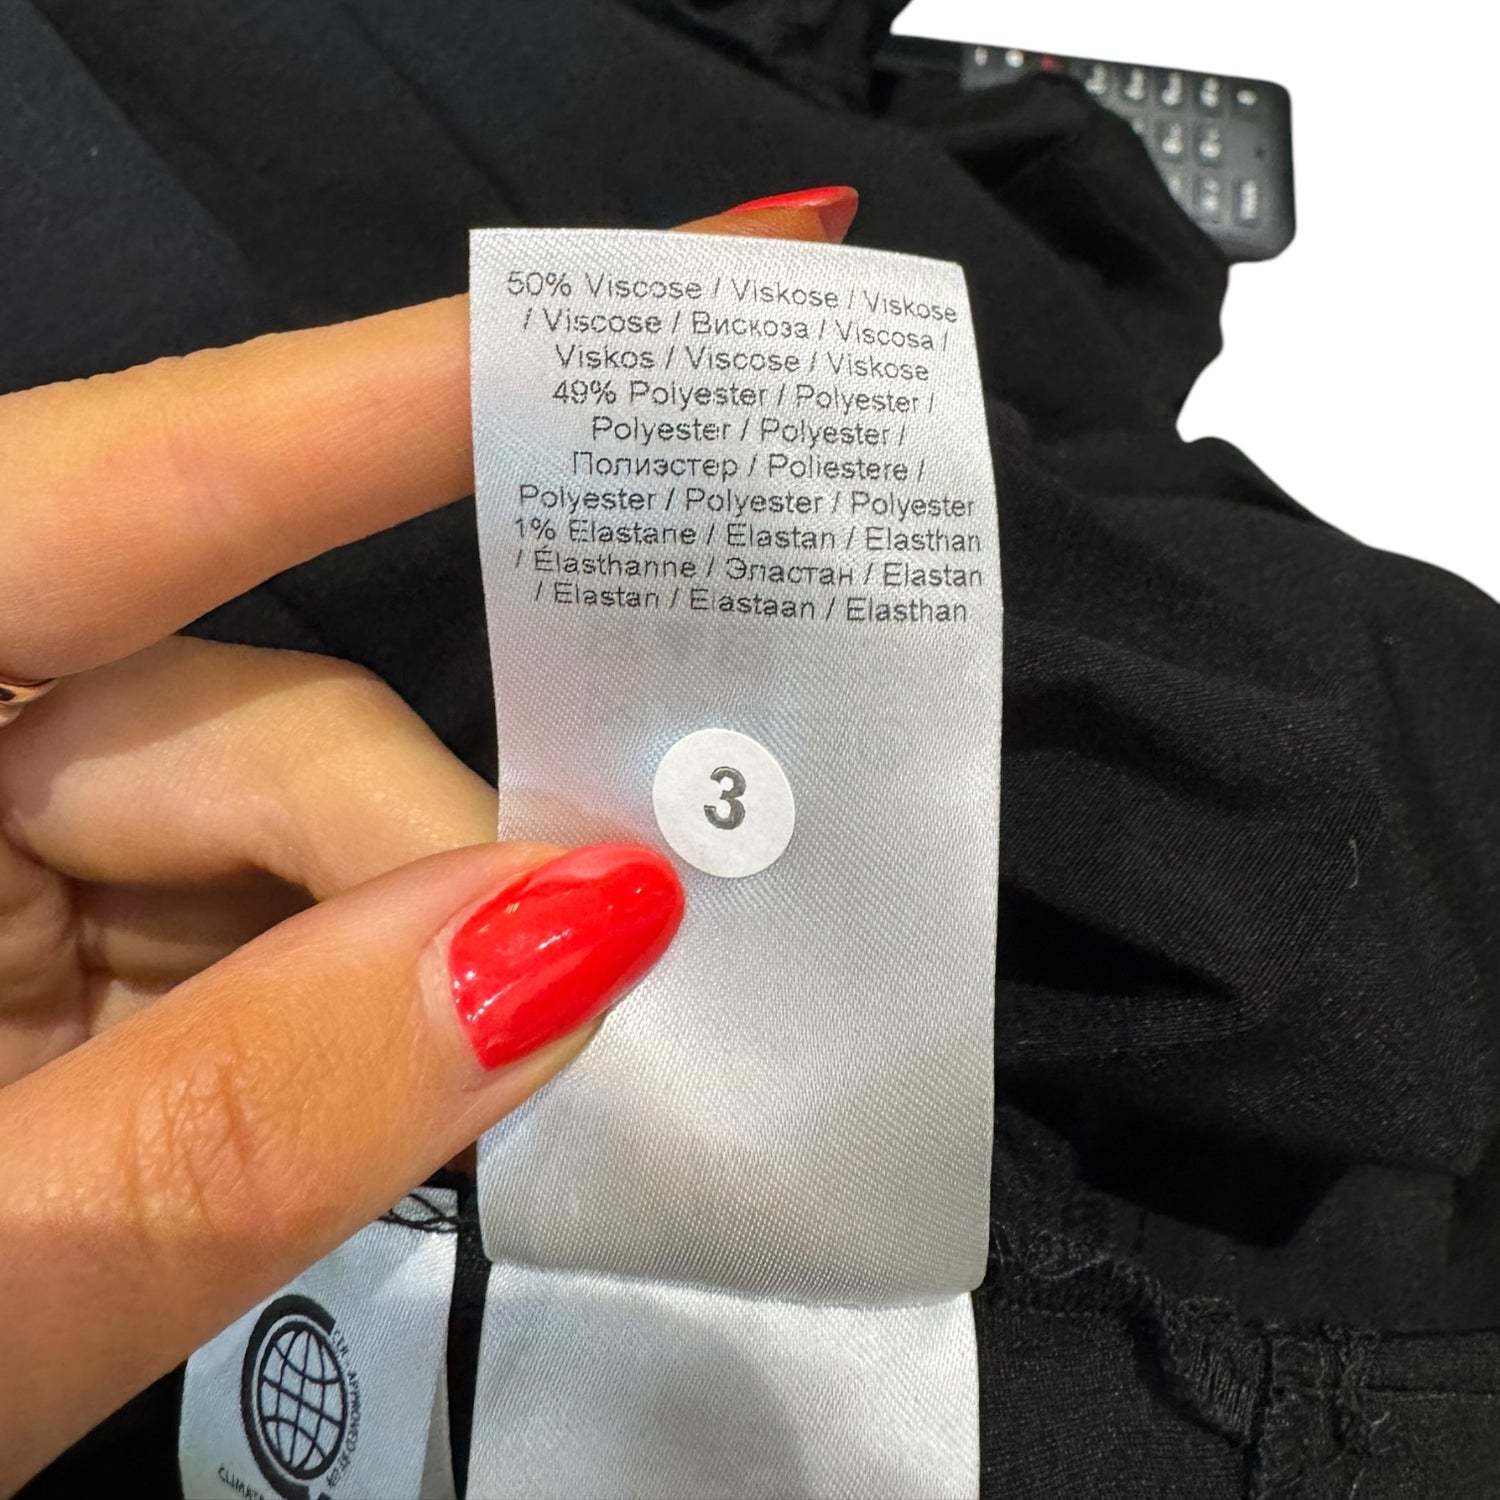 50% Viscose / Viskose / Viskose
/ Viscose / Вискоза / Viscosa /
Viskos / Viscose / Viskose
49% Polyester / Polyester /
Polyester / Polyester /
Полиэстер / Poliestere /
Polyester / Polyester / Polyester
1% Elastane / Elastan / Elasthan
/ Élasthanne / Эластан / Elastan
/ Elastan / Elastaan / Elasthan
3